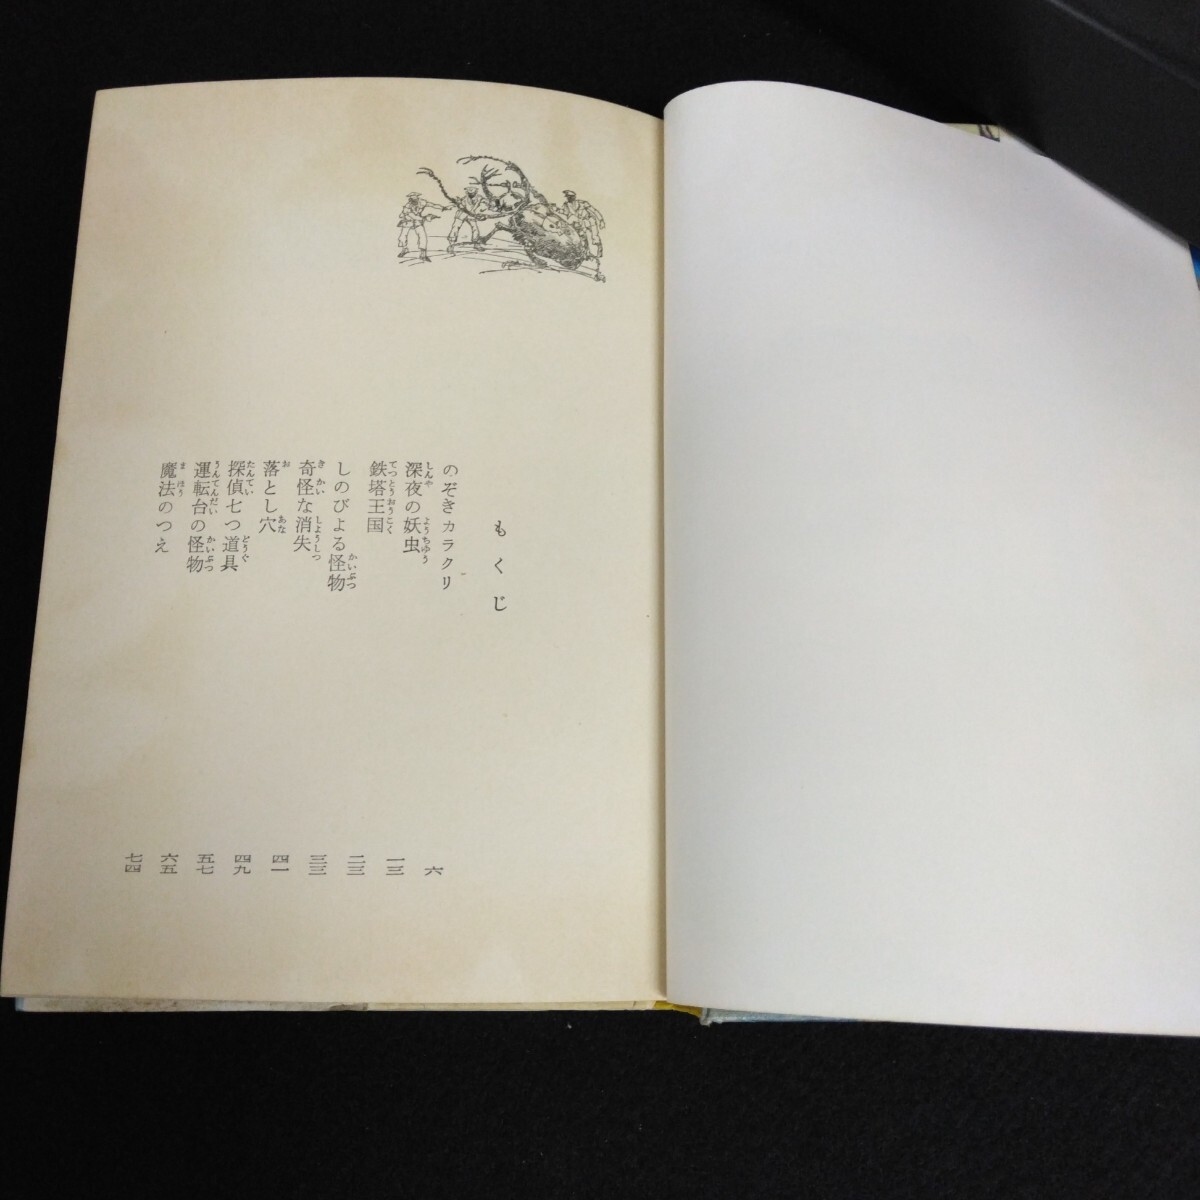 もくじ
のぞきカラクリ 六
深夜の妖虫 一三
鉄塔王国 二三
しのびよる怪物 三三
奇怪な消失 四一
落とし穴 四九
探偵七つ道具 五七
運転台の怪物 六五
魔法のつえ 七四